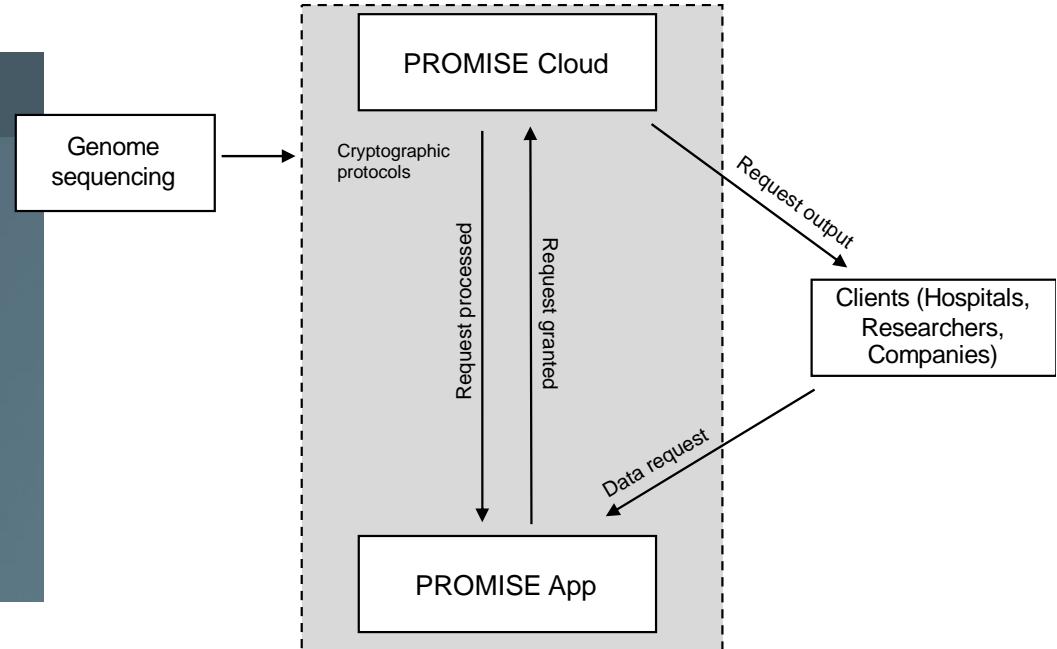 PROMISE Cloud
Genome
sequencing
Cryptographic
protocols
Request processed
Request granted
Request output
Clients (Hospitals,
Researchers,
Companies)
Data request
PROMISE App